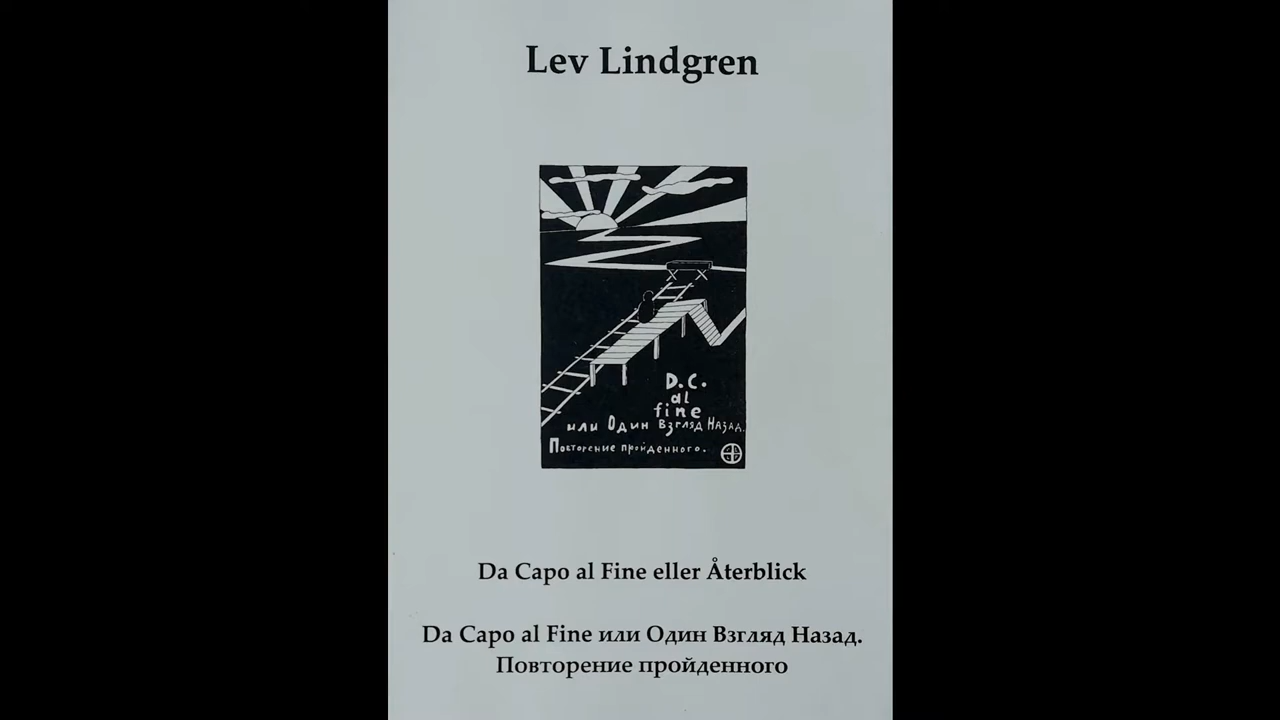 Lev Lindgren
D.C.
al
fine
или Один Взгляд Назад.
Повторение пройденного.
Da Capo al Fine eller Återblick
Da Capo al Fine или Один Взгляд Назад.
Повторение пройденного